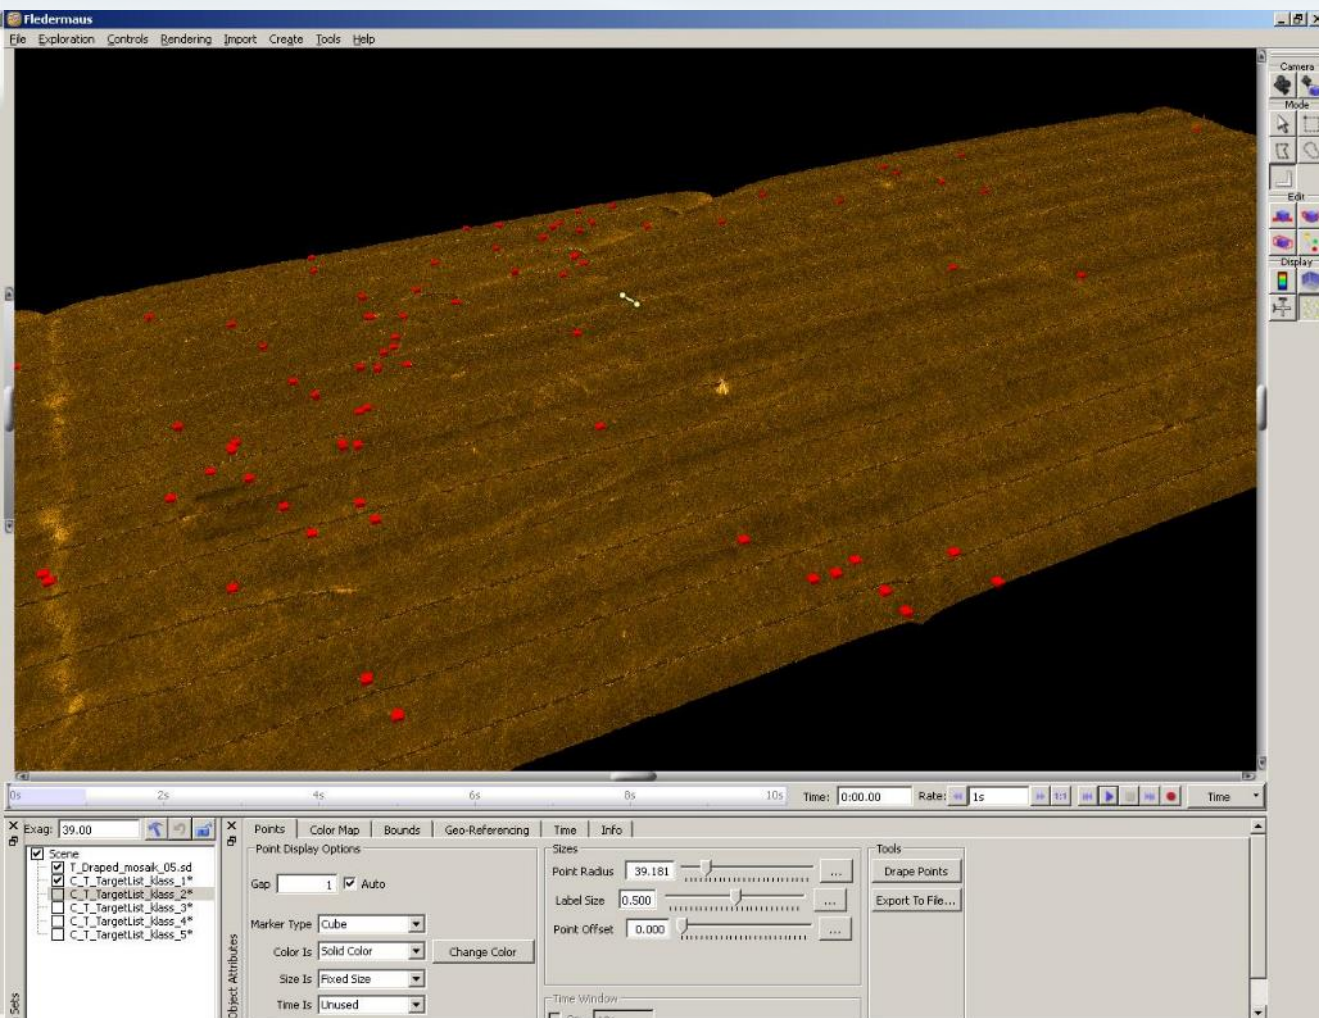 Fledermaus
File Exploration Controls Rendering Import Create Tools Help
Camera
Mode
Edit
Display
0s 2s 4s 6s 8s 10s Time: 0:00.00 Rate: 1s 1:1 Time
Exag: 39.00
Scene
T_Draped_mosaik_05.sd
C_T_TargetList_klass_1*
C_T_TargetList_klass_2*
C_T_TargetList_klass_3*
C_T_TargetList_klass_4*
C_T_TargetList_klass_5*
Sets
Object Attributes
Points Color Map Bounds Geo-Referencing Time Info
Point Display Options
Gap 1 Auto
Marker Type Cube
Color Is Solid Color Change Color
Size Is Fixed Size
Time Is Unused
Sizes
Point Radius 39.181 ...
Label Size 0.500 ...
Point Offset 0.000 ...
Time Window
Tools
Drape Points
Export To File...